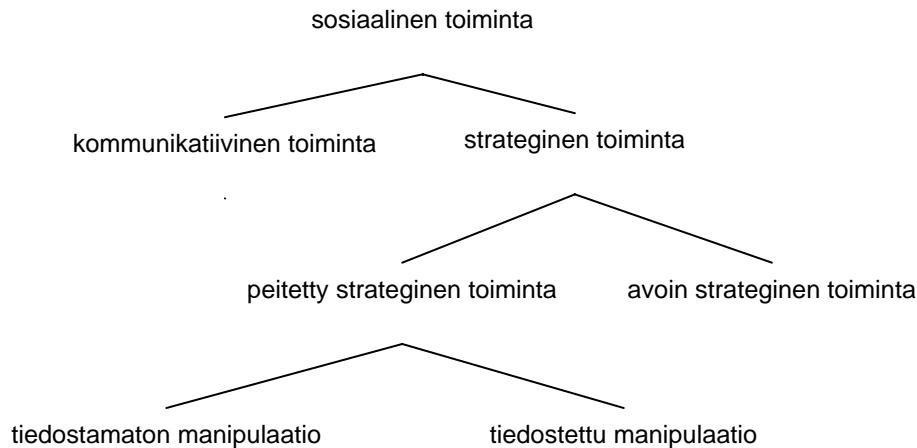 sosiaalinen toiminta
kommunikatiivinen toiminta
strateginen toiminta
peitetty strateginen toiminta
avoin strateginen toiminta
tiedostamaton manipulaatio
tiedostettu manipulaatio